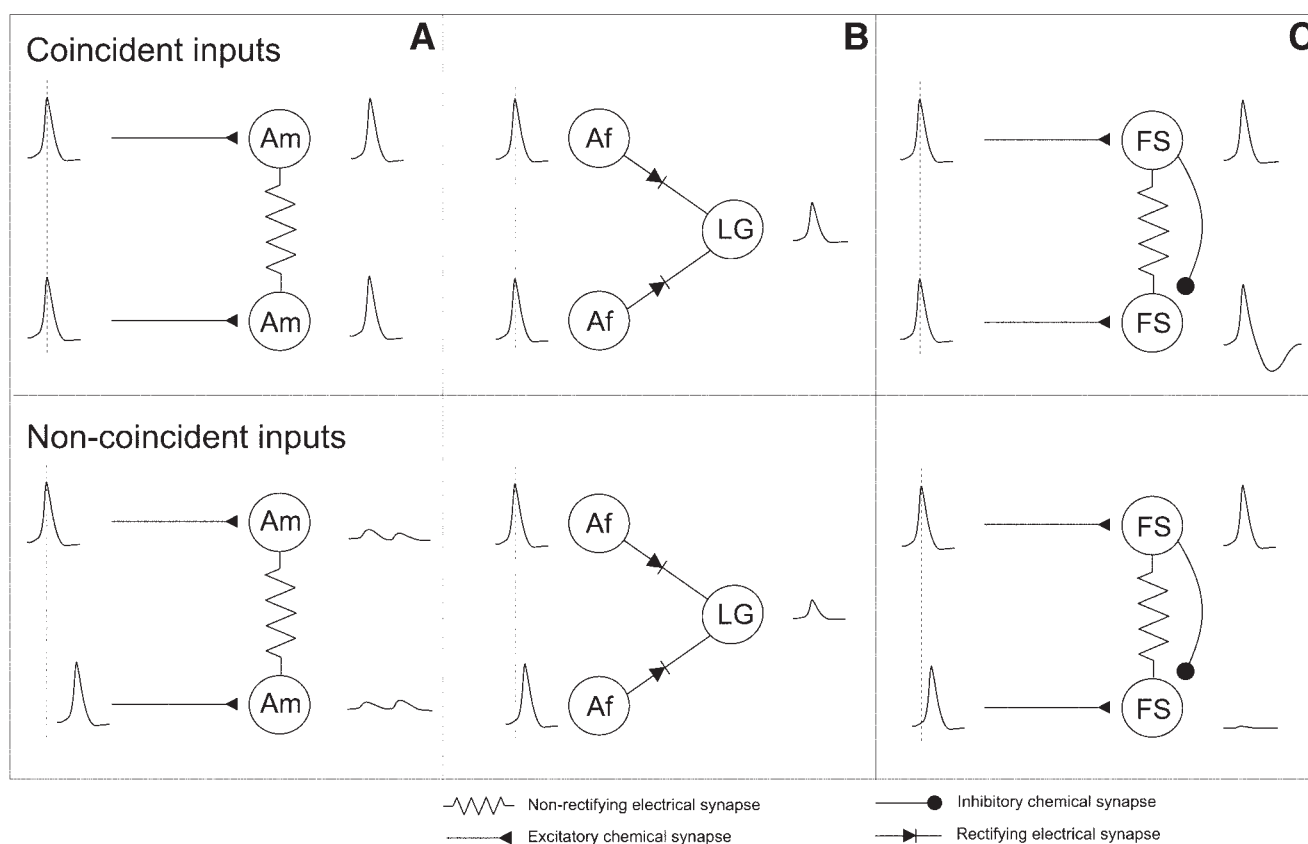 A B C
Coincident inputs
Am Af FS
LG
Am Af FS
Non-coincident inputs
Am Af FS
LG
Am Af FS
Non-rectifying electrical synapse
Inhibitory chemical synapse
Excitatory chemical synapse
Rectifying electrical synapse